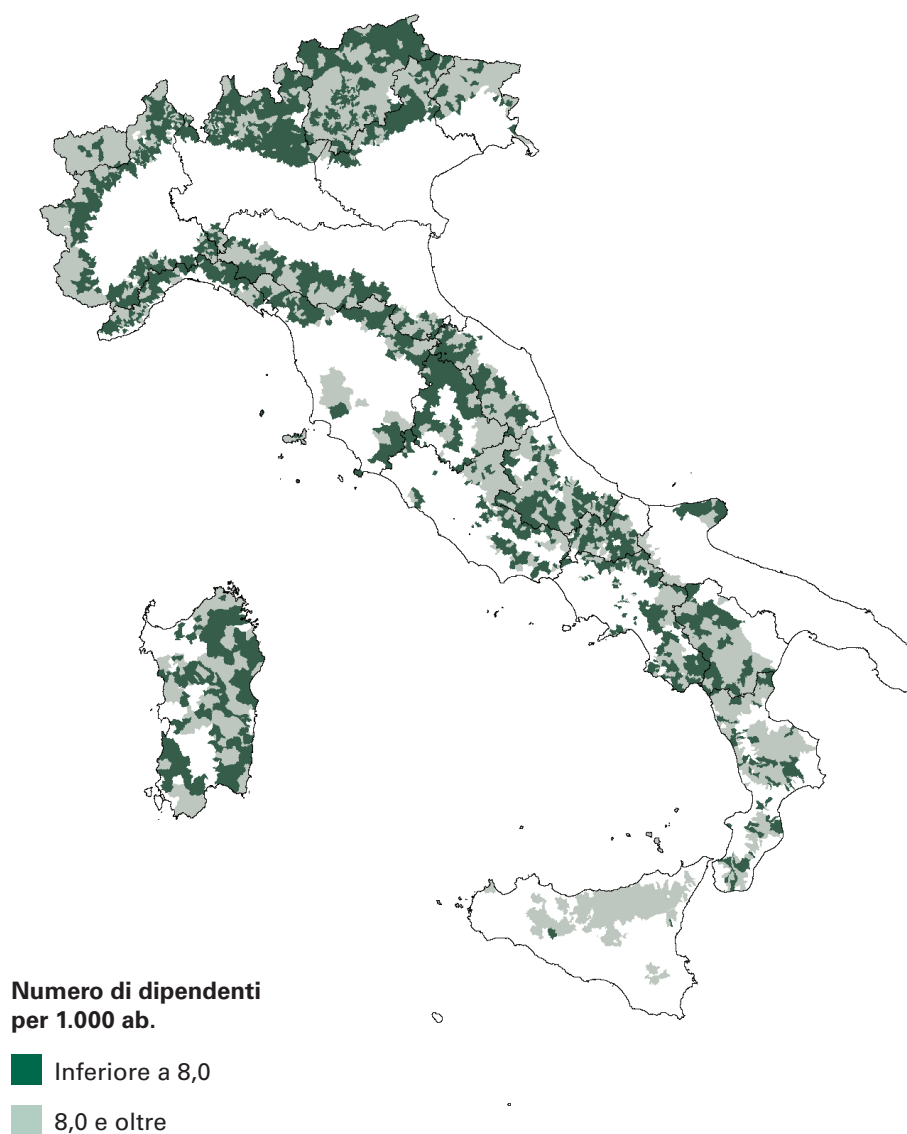 Numero di dipendenti
per 1.000 ab.
Inferiore a 8,0
8,0 e oltre